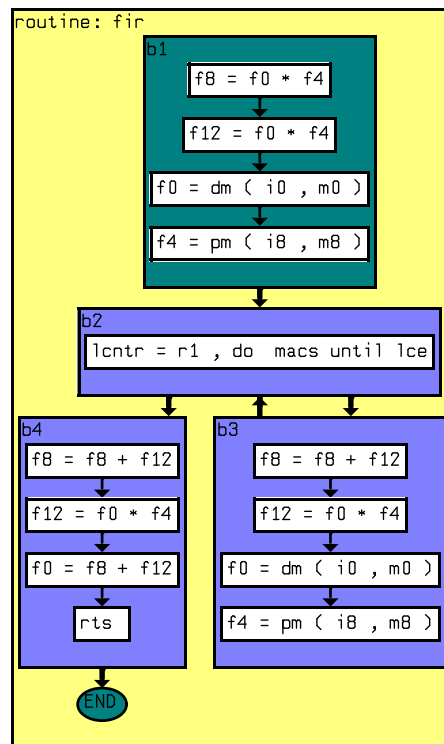 routine: fir
b1
f8 = f0 * f4
f12 = f0 * f4
f0 = dm ( i0 , m0 )
f4 = pm ( i8 , m8 )
b2
lcntr = r1 , do macs until lce
b4
f8 = f8 + f12
f12 = f0 * f4
f0 = f8 + f12
rts
END
b3
f8 = f8 + f12
f12 = f0 * f4
f0 = dm ( i0 , m0 )
f4 = pm ( i8 , m8 )